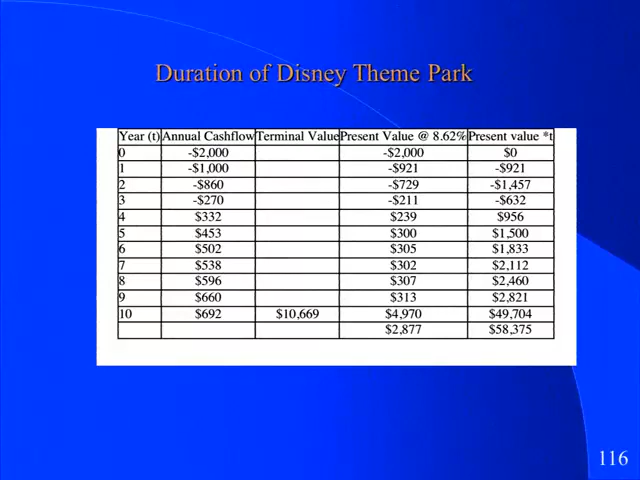 Duration of Disney Theme Park
Year (t) Annual Cashflow Terminal Value Present Value @ 8.62% Present value *t
0 -$2,000 -$2,000 $0
1 -$1,000 -$921 -$921
2 -$860 -$729 -$1,457
3 -$270 -$211 -$632
4 $332 $239 $956
5 $453 $300 $1,500
6 $502 $305 $1,833
7 $538 $302 $2,112
8 $596 $307 $2,460
9 $660 $313 $2,821
10 $692 $10,669 $4,970 $49,704
$2,877 $58,375
116